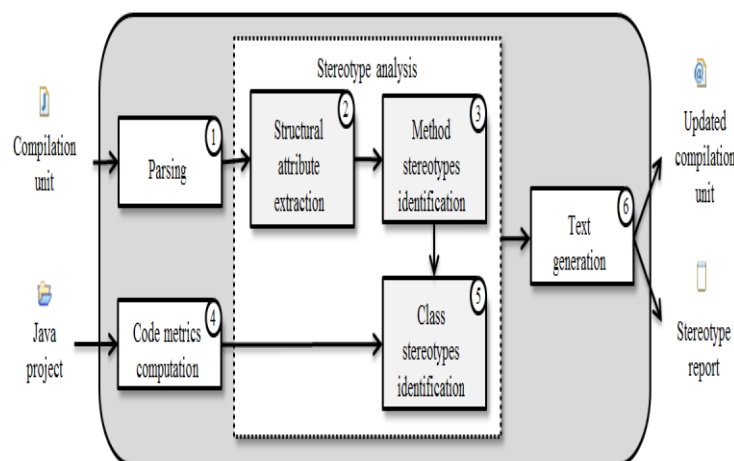 Stereotype analysis
Compilation
unit
1
Parsing
2
Structural
attribute
extraction
3
Method
stereotypes
identification
Java
project
4
Code metrics
computation
5
Class
stereotypes
identification
6
Text
generation
Updated
compilation
unit
Stereotype
report